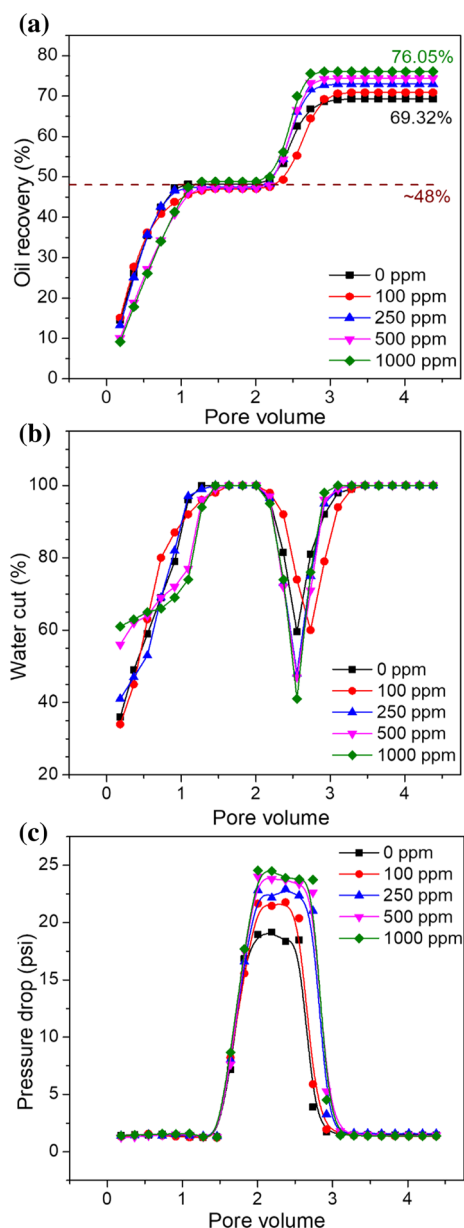 (a)
80
70
60
50
40
30
20
10
0
Oil recovery (%)
76.05%
69.32%
~48%
0 ppm
100 ppm
250 ppm
500 ppm
1000 ppm
0 1 2 3 4
Pore volume
(b)
100
80
60
40
20
Water cut (%)
0 ppm
100 ppm
250 ppm
500 ppm
1000 ppm
0 1 2 3 4
Pore volume
(c)
25
20
15
10
5
0
Pressure drop (psi)
0 ppm
100 ppm
250 ppm
500 ppm
1000 ppm
0 1 2 3 4
Pore volume